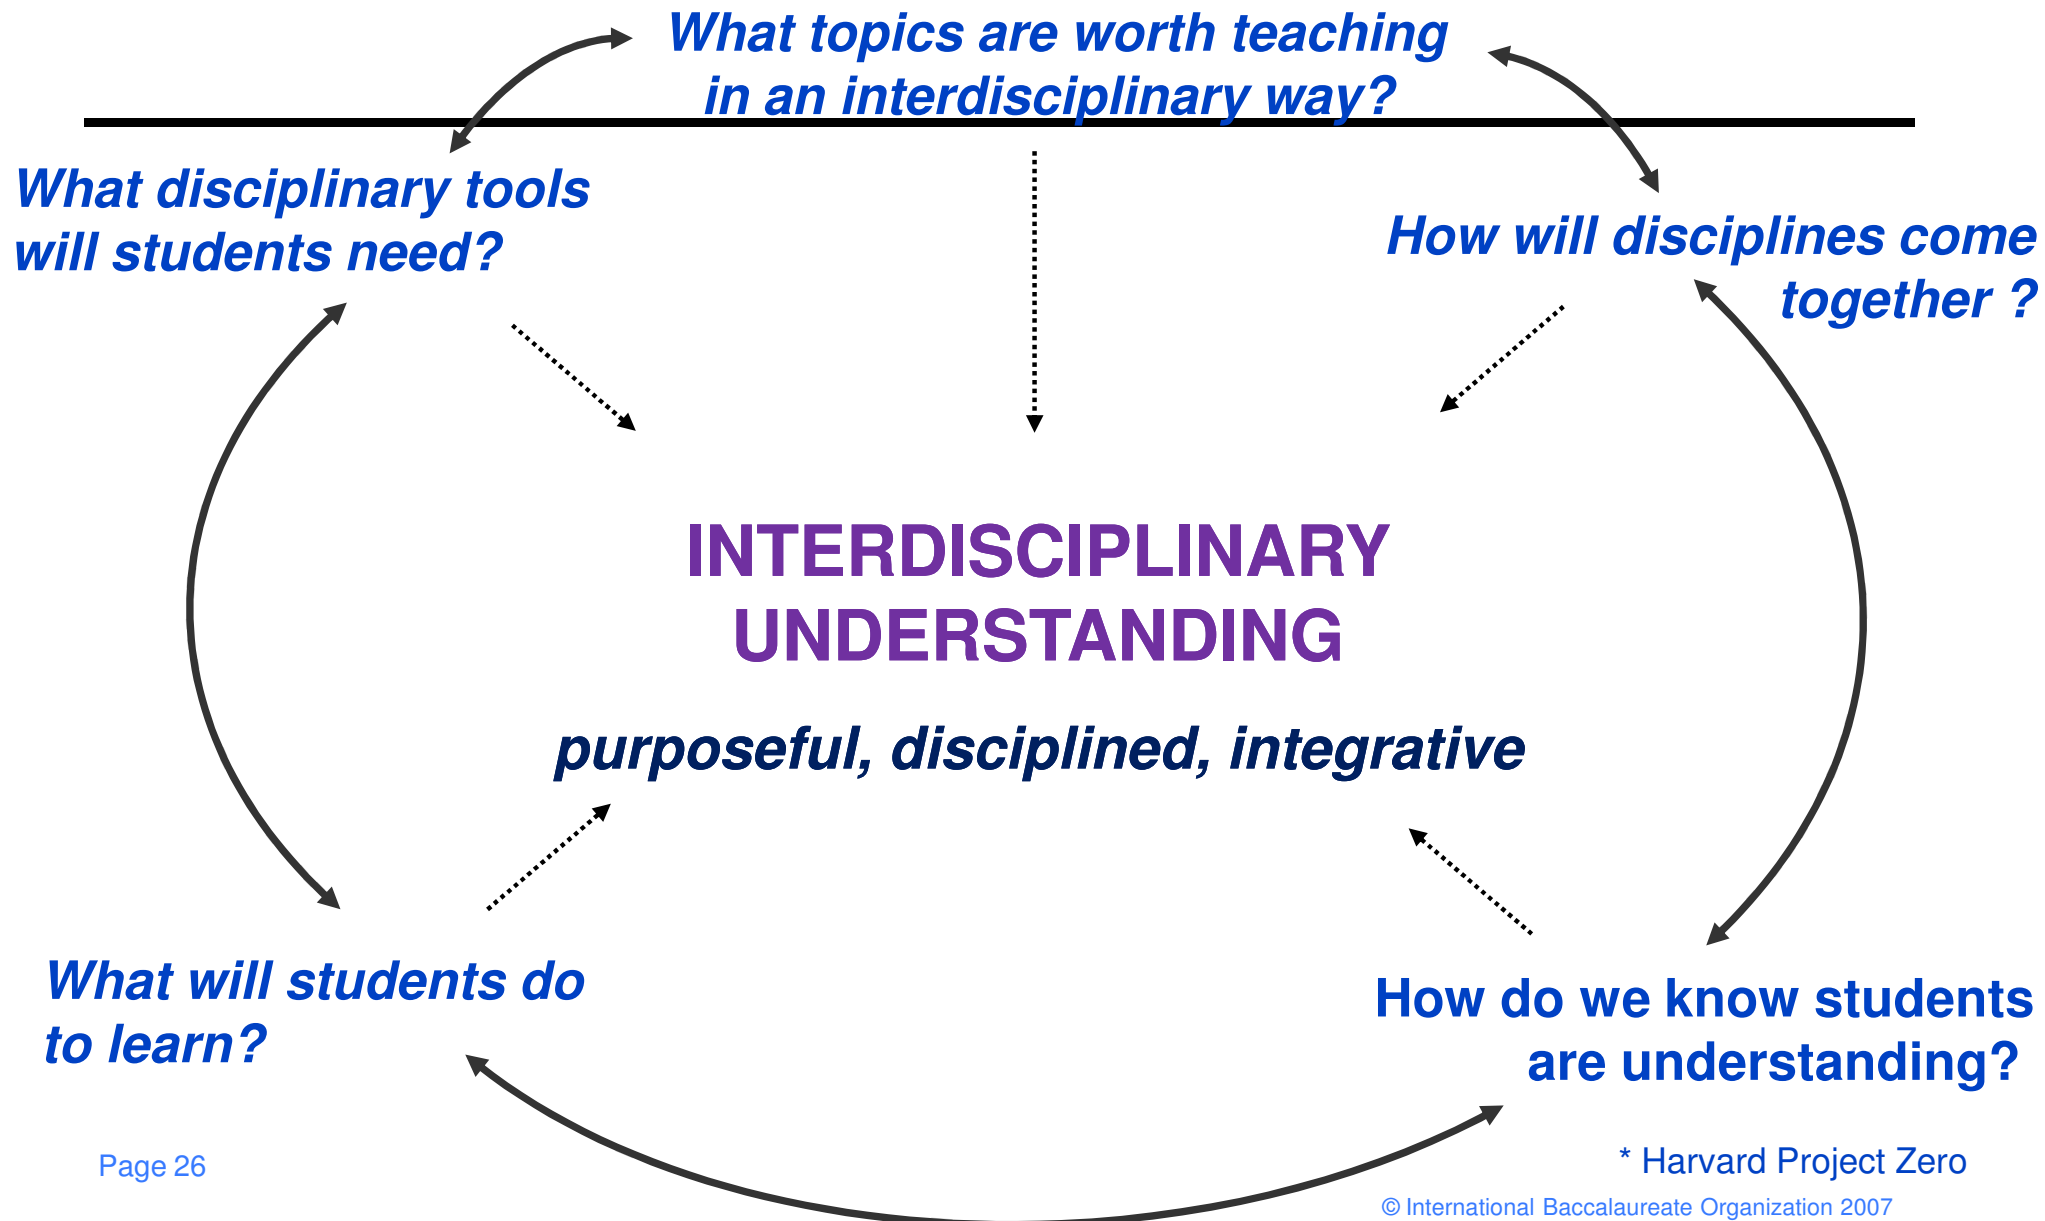 What topics are worth teaching
in an interdisciplinary way?
What disciplinary tools
will students need?
How will disciplines come
together ?
INTERDISCIPLINARY
UNDERSTANDING
purposeful, disciplined, integrative
What will students do
to learn?
How do we know students
are understanding?
Page 26
* Harvard Project Zero
© International Baccalaureate Organization 2007